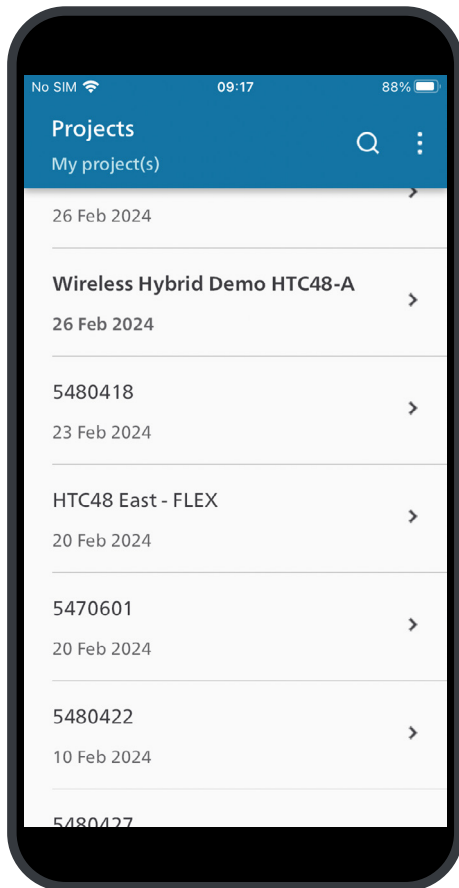 No SIM 09:17 88%
Projects
My project(s)
26 Feb 2024
Wireless Hybrid Demo HTC48-A
26 Feb 2024
5480418
23 Feb 2024
HTC48 East - FLEX
20 Feb 2024
5470601
20 Feb 2024
5480422
10 Feb 2024
5480427